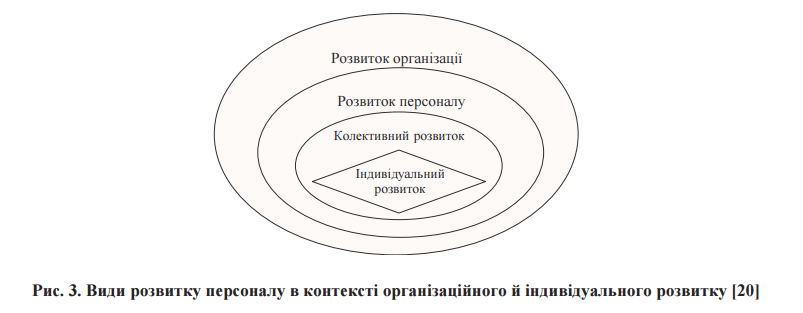 Розвиток організації
Розвиток персоналу
Колективний розвиток
Індивідуальний
розвиток
Рис. 3. Види розвитку персоналу в контексті організаційного й індивідуального розвитку [20]